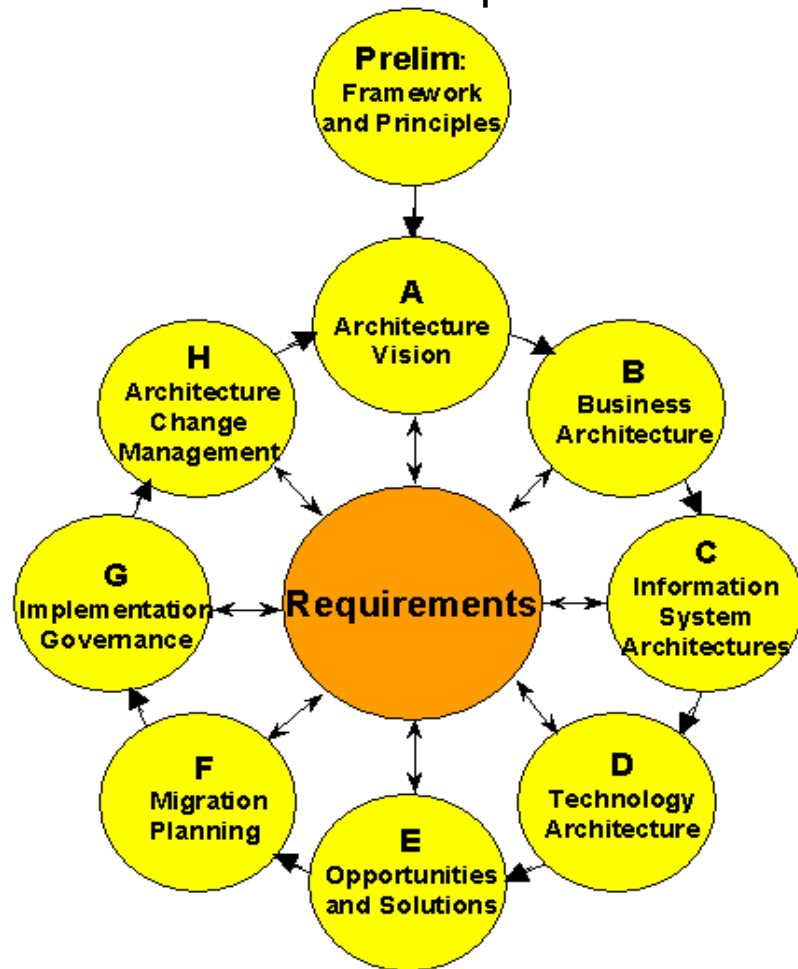 Prelim:
Framework
and Principles
A
Architecture
Vision
B
Business
Architecture
C
Information
System
Architectures
D
Technology
Architecture
E
Opportunities
and Solutions
F
Migration
Planning
G
Implementation
Governance
H
Architecture
Change
Management
Requirements